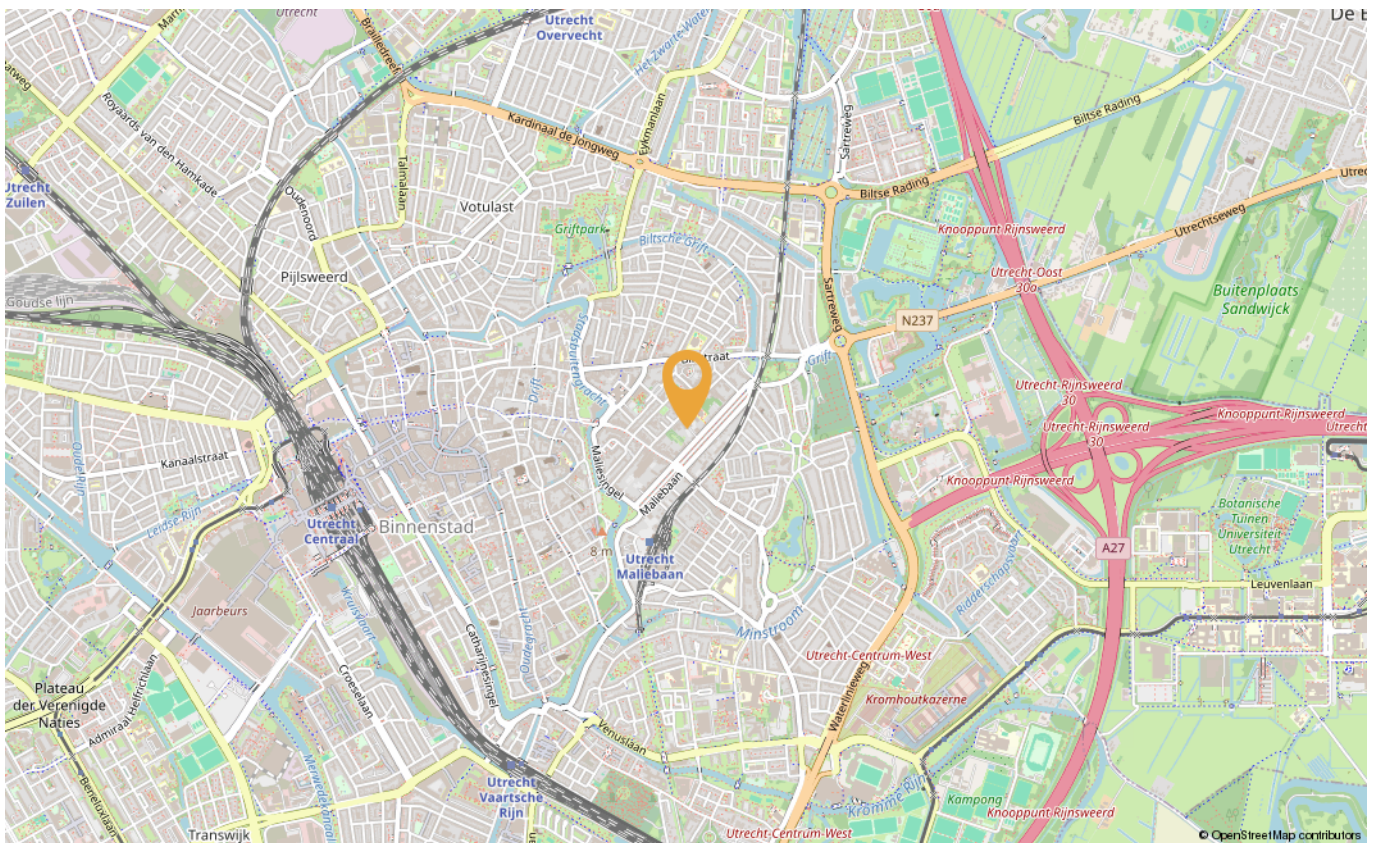 Utrecht
Utrecht
Overvecht
De B
Brailledreef
Het Zwarte Water
Royaards van den Hamkade
Kardinaal de Jongweg
Eykmanlaan
Sartreweg
Biltse Rading
Biltse Rading
Talmalaan
Oudenoord
Votulast
Utrecht
Zuilen
Griftpark
Biltsche Grift
Knooppunt Rijnsweerd
Utrechtseweg
Pijlsweerd
Utrecht-Oost
30a
Goudse lijn
Buitenplaats
Sandwijck
Sartreweg
N237
Stadsbuitengracht
Grift
Drift
Utrecht-Rijnsweerd
30
Knooppunt Rijnsweerd
Utrecht-Rijnsweerd
30
Kanaalstraat
Maliesingel
Maliebaan
Knooppunt Rijnsweerd
Leidse Rijn
Botanische
Tuinen
Universiteit
Utrecht
Utrecht
Centraal
Binnenstad
8 m
Utrecht
Maliebaan
A27
Leuvenlaan
Ridderschapsvaart
Jaarbeurs
Kruisvaart
Oudegracht
Minstroom
Catharijnesingel
Utrecht-Centrum-West
Croeselaan
Plateau
der Verenigde
Naties
Admiraal Helfrichlaan
Waterlinieweg
Kromhoutkazerne
Venuslaan
Merwedekanaal
Beneluxlaan
Utrecht
Vaartsche
Rijn
Kromme Rijn
Kampong
Knooppunt Rijnsweerd
Transwijk
Utrecht-Centrum-West
© OpenStreetMap contributors